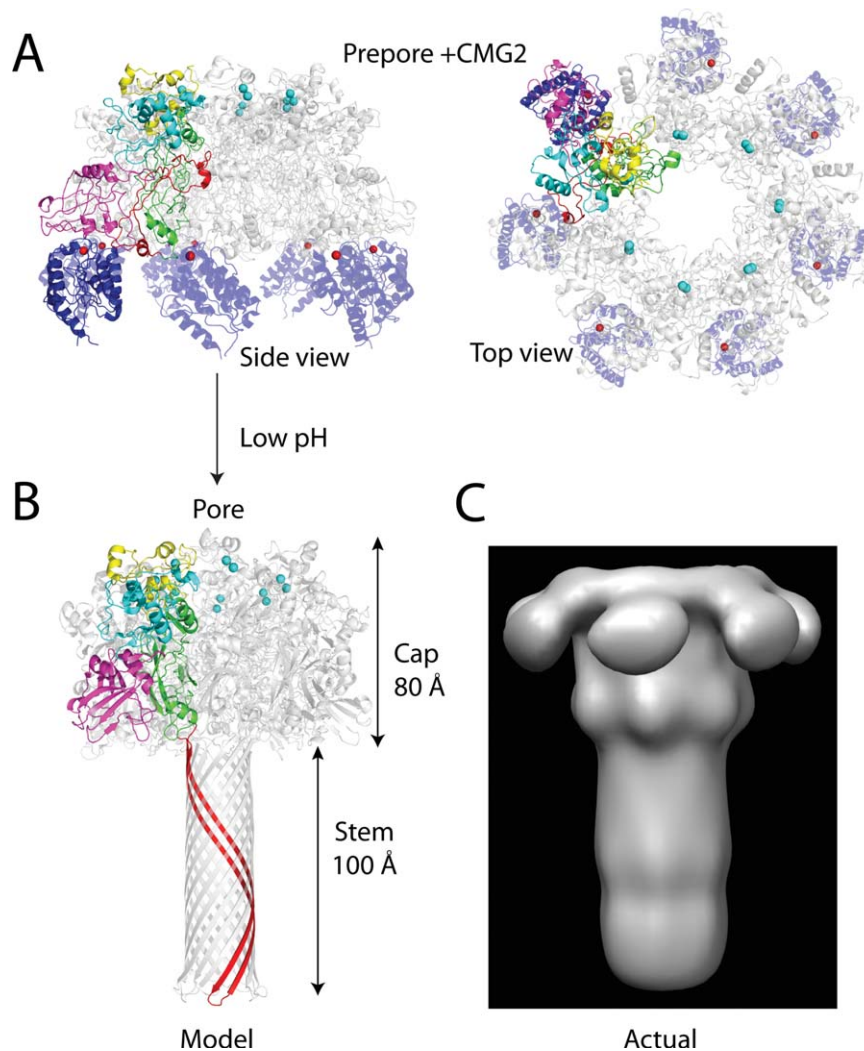 A
Prepore +CMG2
Side view
Top view
Low pH
B
Pore
C
Cap
80 Å
Stem
100 Å
Model
Actual